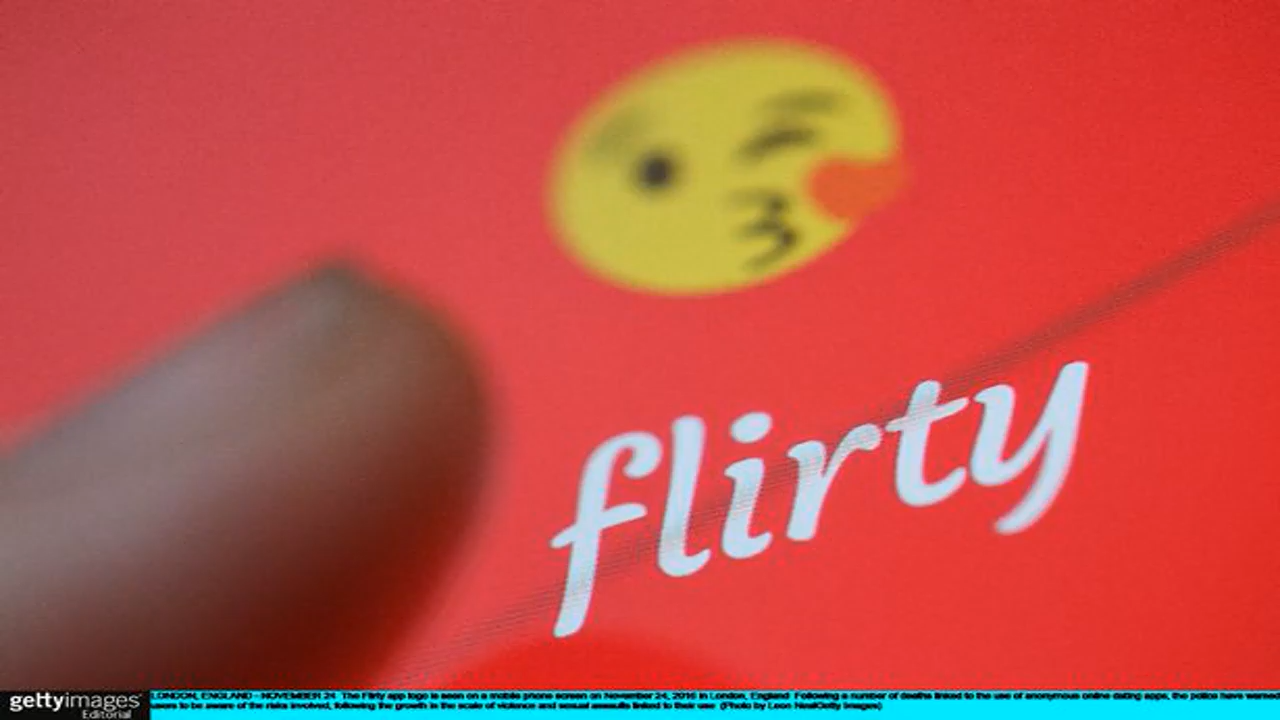 flirty
gettyimages®
Editorial
LONDON, ENGLAND - NOVEMBER 24: The Flirty app logo is seen on a mobile phone screen on November 24, 2016 in London, England. Following a number of deaths linked to the use of anonymous online dating apps, the police have warned
users to be aware of the risks involved, following the growth in the scale of violence and sexual assaults linked to their use. (Photo by Leon Neal/Getty Images)